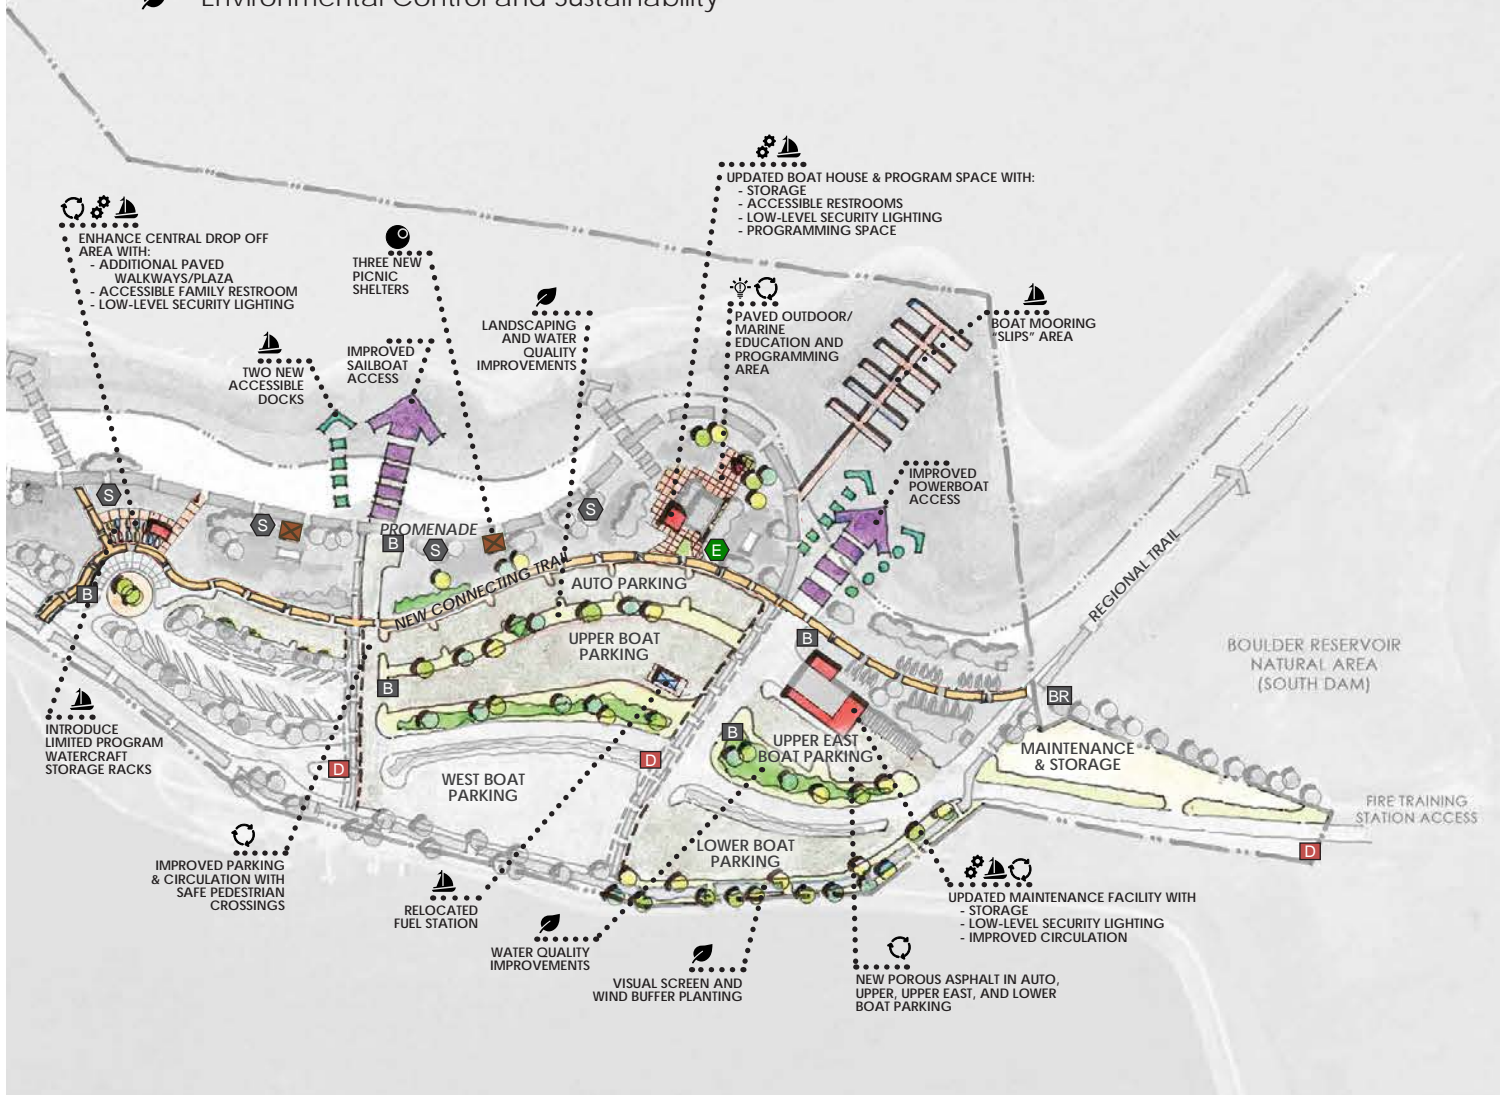 Environmental Control and Sustainability
UPDATED BOAT HOUSE & PROGRAM SPACE WITH:
- STORAGE
- ACCESSIBLE RESTROOMS
- LOW-LEVEL SECURITY LIGHTING
- PROGRAMMING SPACE
ENHANCE CENTRAL DROP OFF
AREA WITH:
- ADDITIONAL PAVED
WALKWAYS/PLAZA
- ACCESSIBLE FAMILY RESTROOM
- LOW-LEVEL SECURITY LIGHTING
THREE NEW
PICNIC
SHELTERS
LANDSCAPING
AND WATER
QUALITY
IMPROVEMENTS
PAVED OUTDOOR/
MARINE
EDUCATION AND
PROGRAMMING
AREA
BOAT MOORING
"SLIPS" AREA
TWO NEW
ACCESSIBLE
DOCKS
IMPROVED
SAILBOAT
ACCESS
IMPROVED
POWERBOAT
ACCESS
S
S
S
S
PROMENADE
B
E
NEW CONNECTING TRAIL
AUTO PARKING
REGIONAL TRAIL
B
B
UPPER BOAT
PARKING
BOULDER RESERVOIR
NATURAL AREA
(SOUTH DAM)
B
BR
INTRODUCE
LIMITED PROGRAM
WATERCRAFT
STORAGE RACKS
B
UPPER EAST
BOAT PARKING
MAINTENANCE
& STORAGE
D
D
WEST BOAT
PARKING
FIRE TRAINING
STATION ACCESS
D
LOWER BOAT
PARKING
IMPROVED PARKING
& CIRCULATION WITH
SAFE PEDESTRIAN
CROSSINGS
RELOCATED
FUEL STATION
UPDATED MAINTENANCE FACILITY WITH
- STORAGE
- LOW-LEVEL SECURITY LIGHTING
- IMPROVED CIRCULATION
WATER QUALITY
IMPROVEMENTS
VISUAL SCREEN AND
WIND BUFFER PLANTING
NEW POROUS ASPHALT IN AUTO,
UPPER, UPPER EAST, AND LOWER
BOAT PARKING